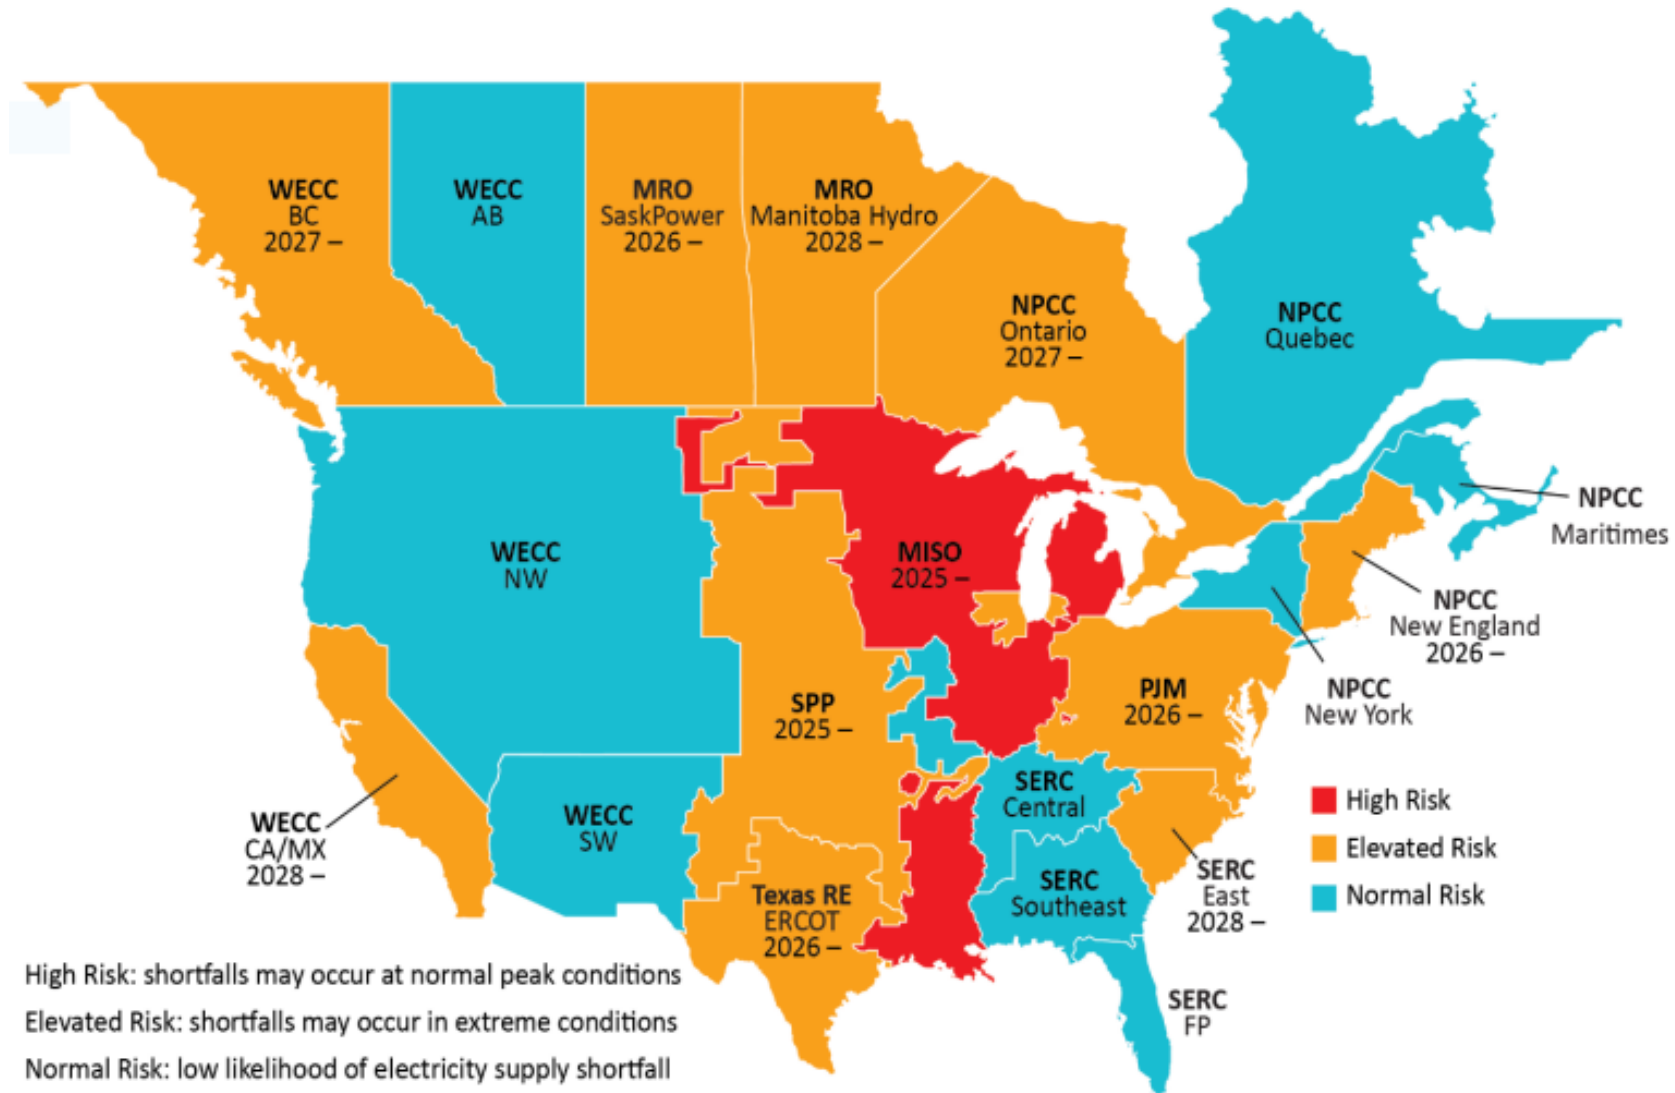 WECC
BC
2027 –
WECC
AB
MRO
SaskPower
2026 –
MRO
Manitoba Hydro
2028 –
NPCC
Ontario
2027 –
NPCC
Quebec
NPCC
Maritimes
WECC
NW
MISO
2025 –
NPCC
New England
2026 –
SPP
2025 –
PJM
2026 –
NPCC
New York
WECC
CA/MX
2028 –
WECC
SW
SERC
Central
High Risk
Elevated Risk
Normal Risk
Texas RE
ERCOT
2026 –
SERC
Southeast
SERC
East
2028 –
SERC
FP
High Risk: shortfalls may occur at normal peak conditions
Elevated Risk: shortfalls may occur in extreme conditions
Normal Risk: low likelihood of electricity supply shortfall